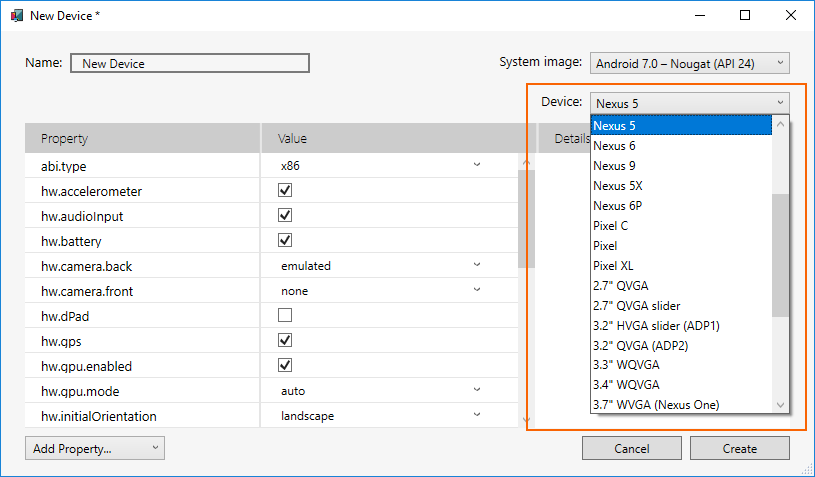 New Device *
Name: New Device
System image: Android 7.0 – Nougat (API 24)
Device: Nexus 5
Property Value Details
abi.type x86
hw.accelerometer
hw.audioInput
hw.battery
hw.camera.back emulated
hw.camera.front none
hw.dPad
hw.gps
hw.gpu.enabled
hw.gpu.mode auto
hw.initialOrientation landscape
Nexus 5
Nexus 6
Nexus 9
Nexus 5X
Nexus 6P
Pixel C
Pixel
Pixel XL
2.7" QVGA
2.7" QVGA slider
3.2" HVGA slider (ADP1)
3.2" QVGA (ADP2)
3.3" WQVGA
3.4" WQVGA
3.7" WVGA (Nexus One)
Add Property...
Cancel
Create